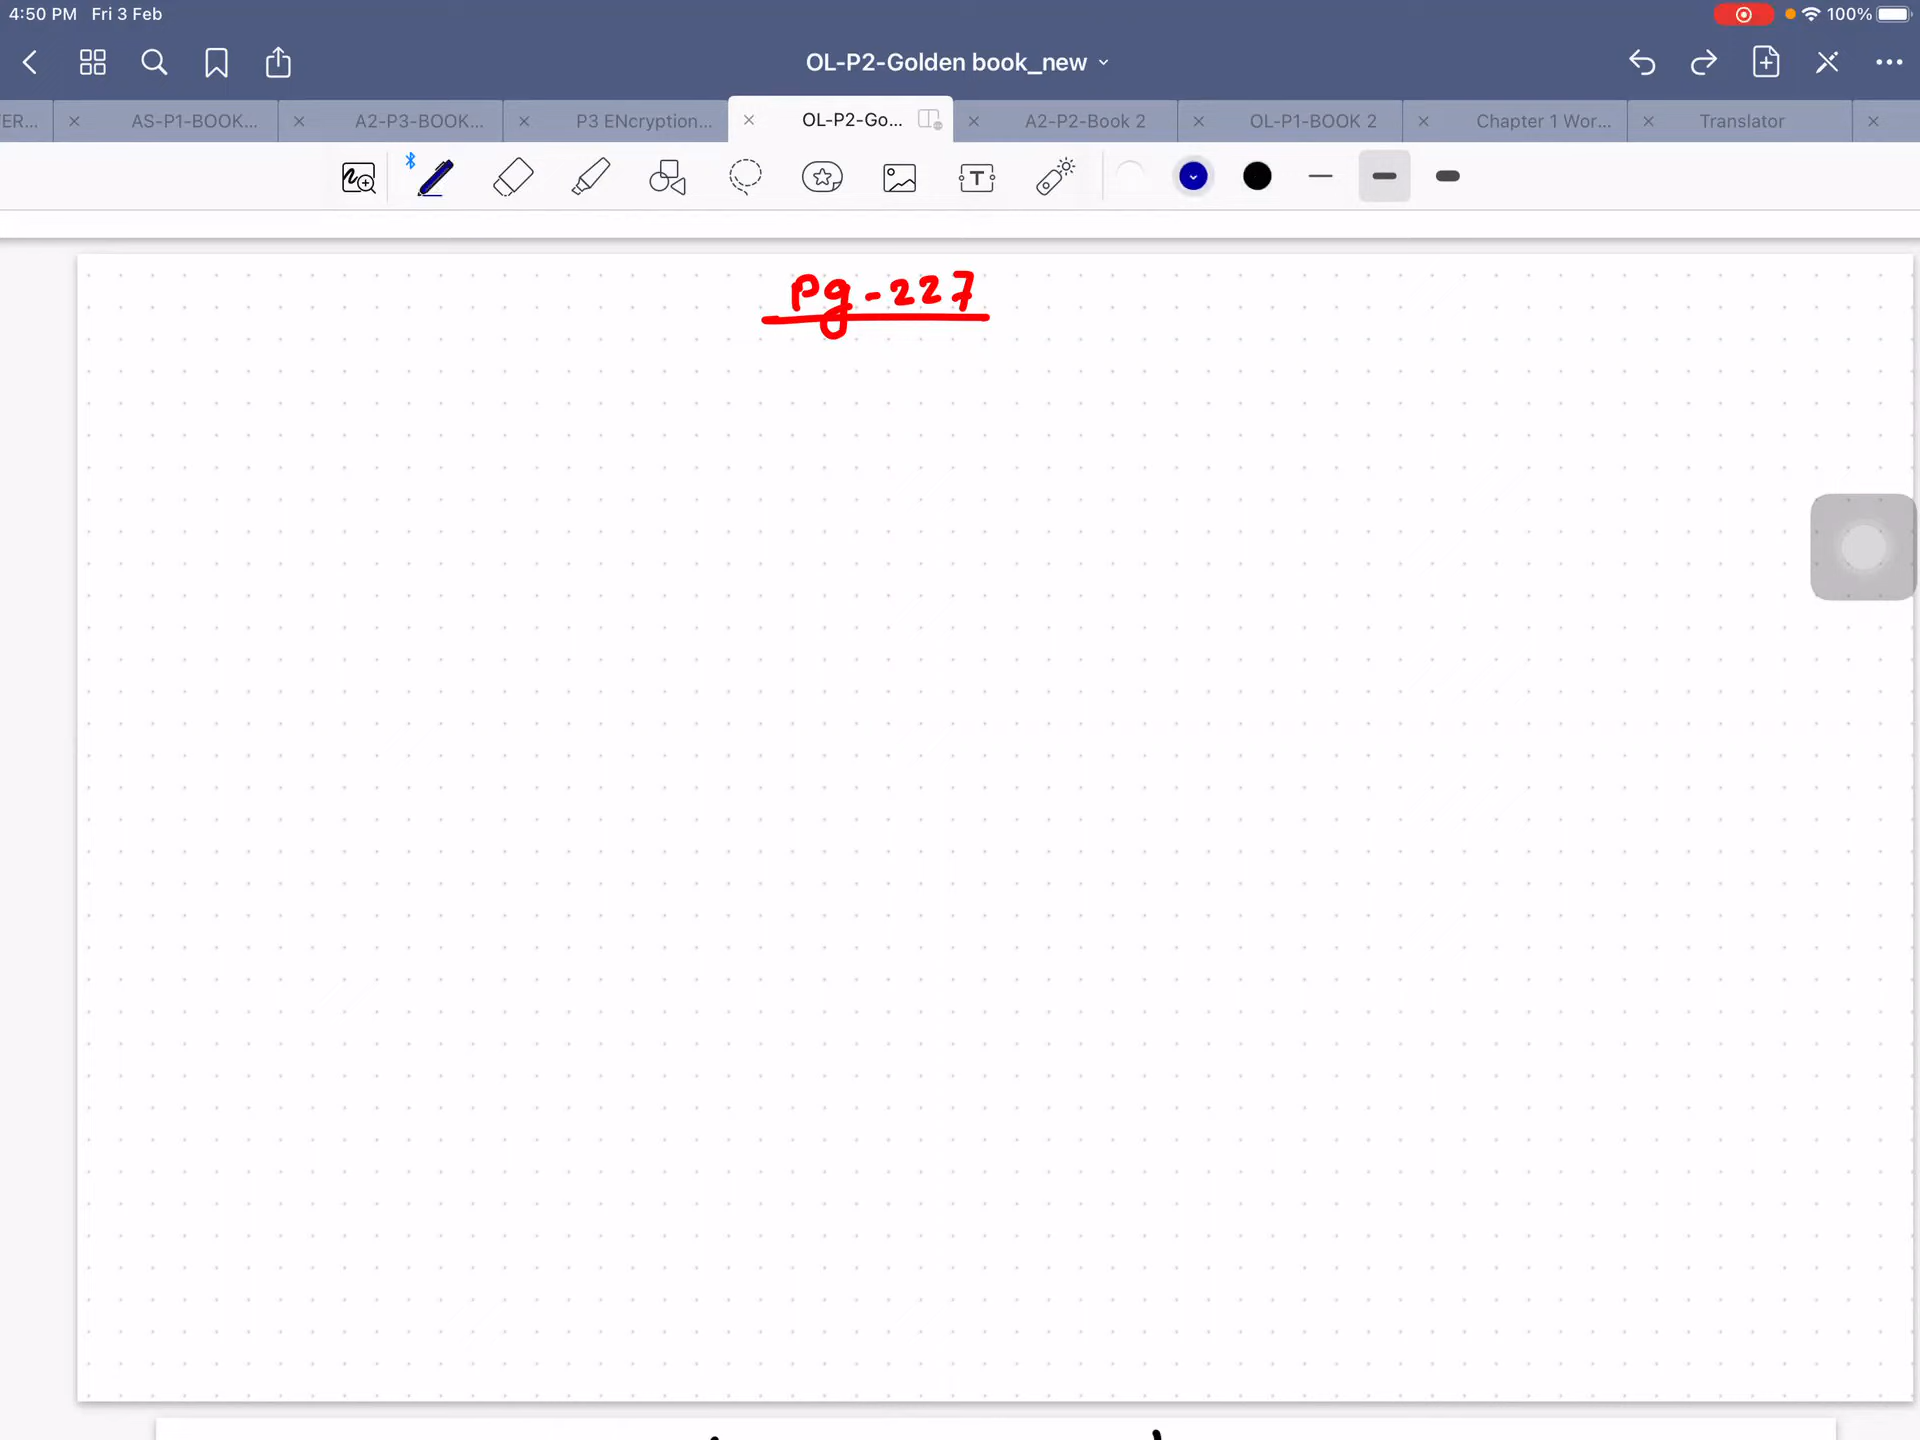 4:50 PM Fri 3 Feb 100%
OL-P2-Golden book_new
ER... AS-P1-BOOK... A2-P3-BOOK... P3 ENcryption... OL-P2-Go... A2-P2-Book 2 OL-P1-BOOK 2 Chapter 1 Wor... Translator
T
Pg-227